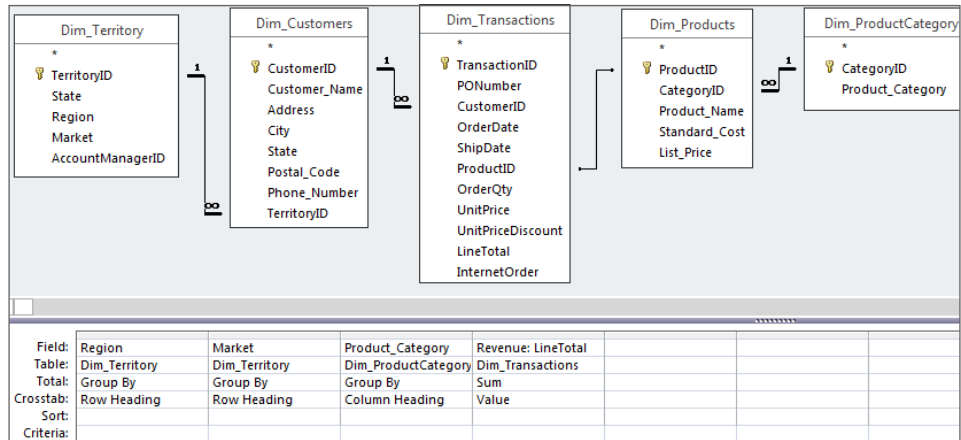 Dim_Territory
*
TerritoryID
State
Region
Market
AccountManagerID
1
∞
Dim_Customers
*
CustomerID
Customer_Name
Address
City
State
Postal_Code
Phone_Number
TerritoryID
1
∞
Dim_Transactions
*
TransactionID
PONumber
CustomerID
OrderDate
ShipDate
ProductID
OrderQty
UnitPrice
UnitPriceDiscount
LineTotal
InternetOrder
Dim_Products
*
ProductID
CategoryID
Product_Name
Standard_Cost
List_Price
1
∞
Dim_ProductCategory
*
CategoryID
Product_Category
Field: Region Market Product_Category Revenue: LineTotal
Table: Dim_Territory Dim_Territory Dim_ProductCategory Dim_Transactions
Total: Group By Group By Group By Sum
Crosstab: Row Heading Row Heading Column Heading Value
Sort:
Criteria: